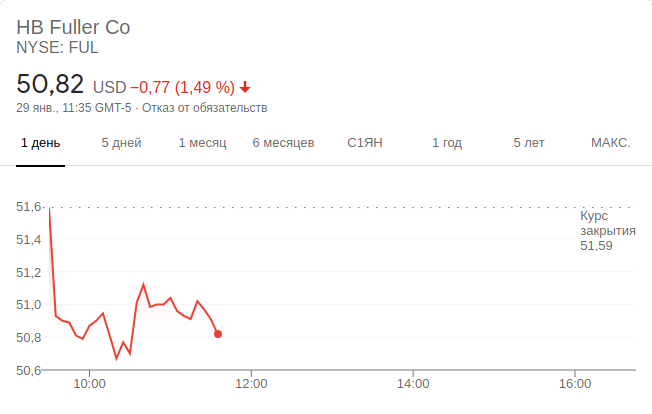 HB Fuller Co
NYSE: FUL
50,82 USD −0,77 (1,49 %)
29 янв., 11:35 GMT-5 · Отказ от обязательств
1 день 5 дней 1 месяц 6 месяцев С1ЯН 1 год 5 лет МАКС.
51,6
51,4
51,2
51,0
50,8
50,6
Курс
закрытия
51,59
10:00 12:00 14:00 16:00